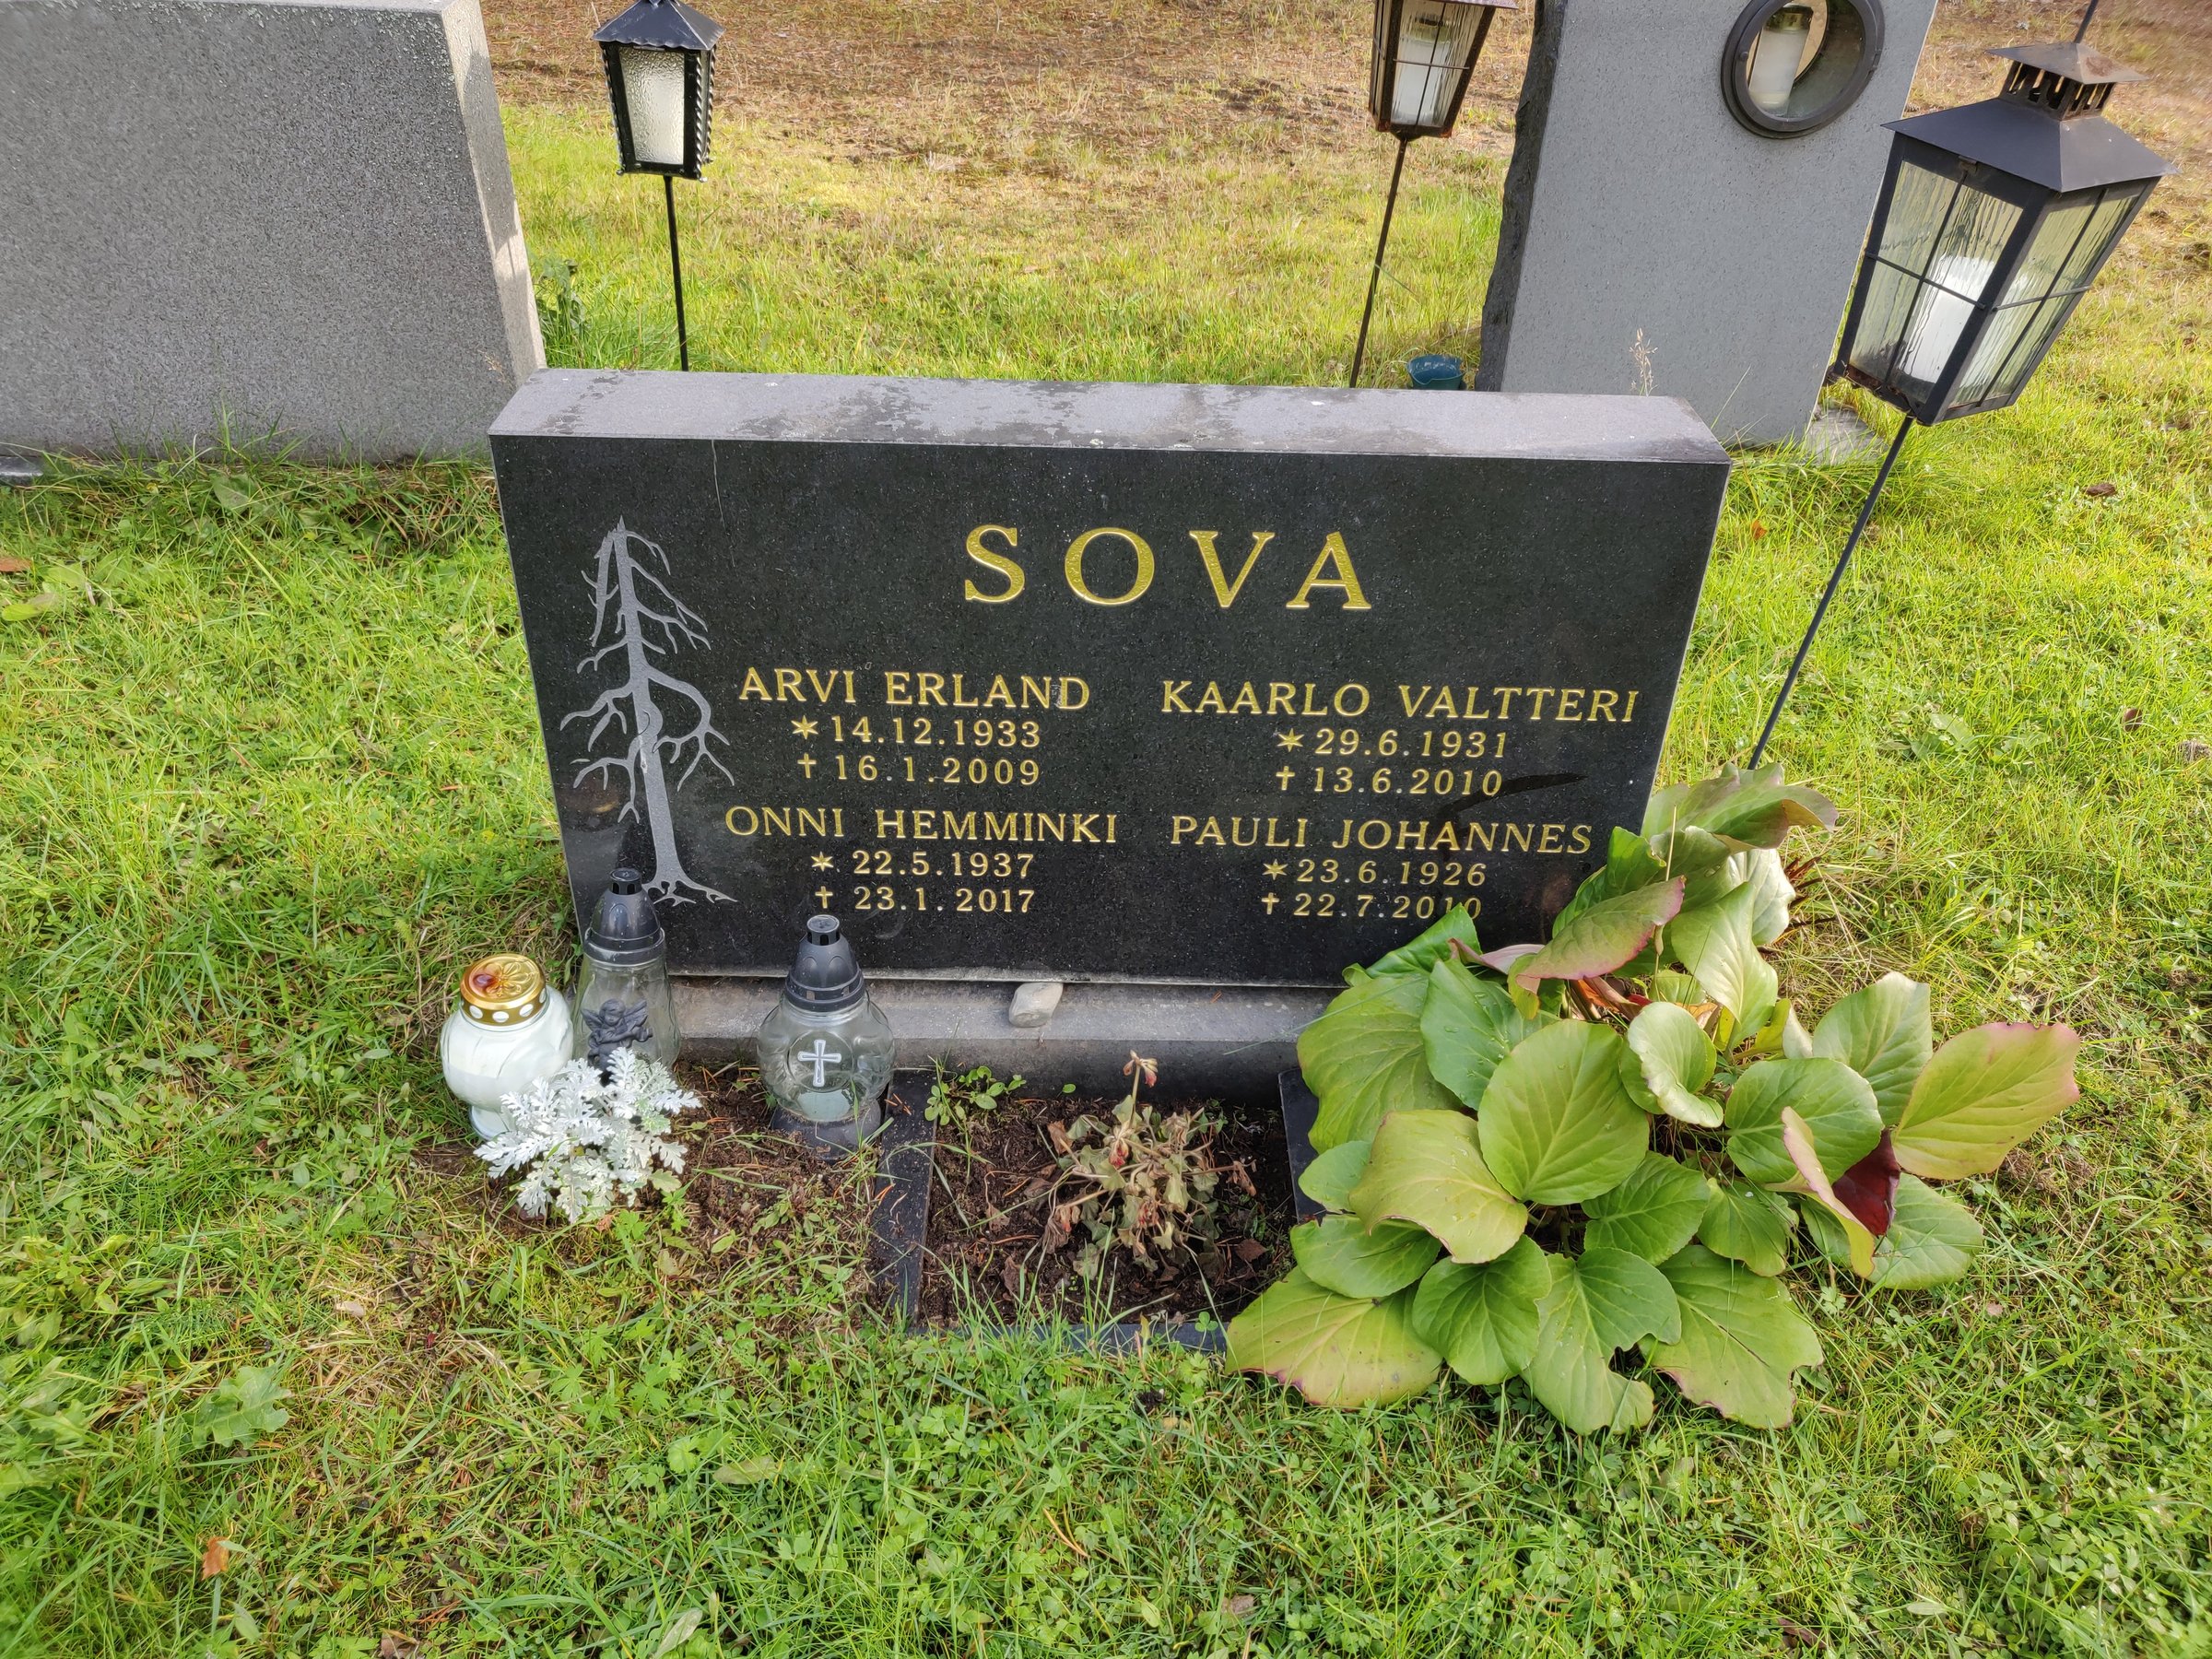 SOVA
ARVI ERLAND
* 14.12.1933
† 16.1.2009
KAARLO VALTTERI
* 29.6.1931
† 13.6.2010
ONNI HEMMINKI
* 22.5.1937
† 23.1.2017
PAULI JOHANNES
* 23.6.1926
† 22.7.2010